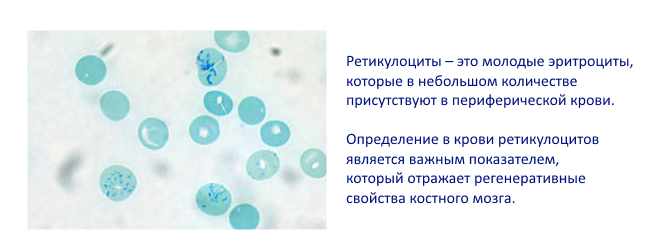 Ретикулоциты – это молодые эритроциты,
которые в небольшом количестве
присутствуют в периферической крови.
Определение в крови ретикулоцитов
является важным показателем,
который отражает регенеративные
свойства костного мозга.